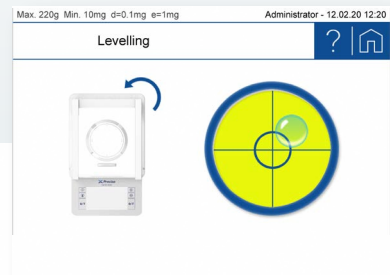 Max. 220g Min. 10mg d=0.1mg e=1mg
Administrator - 12.02.20 12:20
Levelling
?